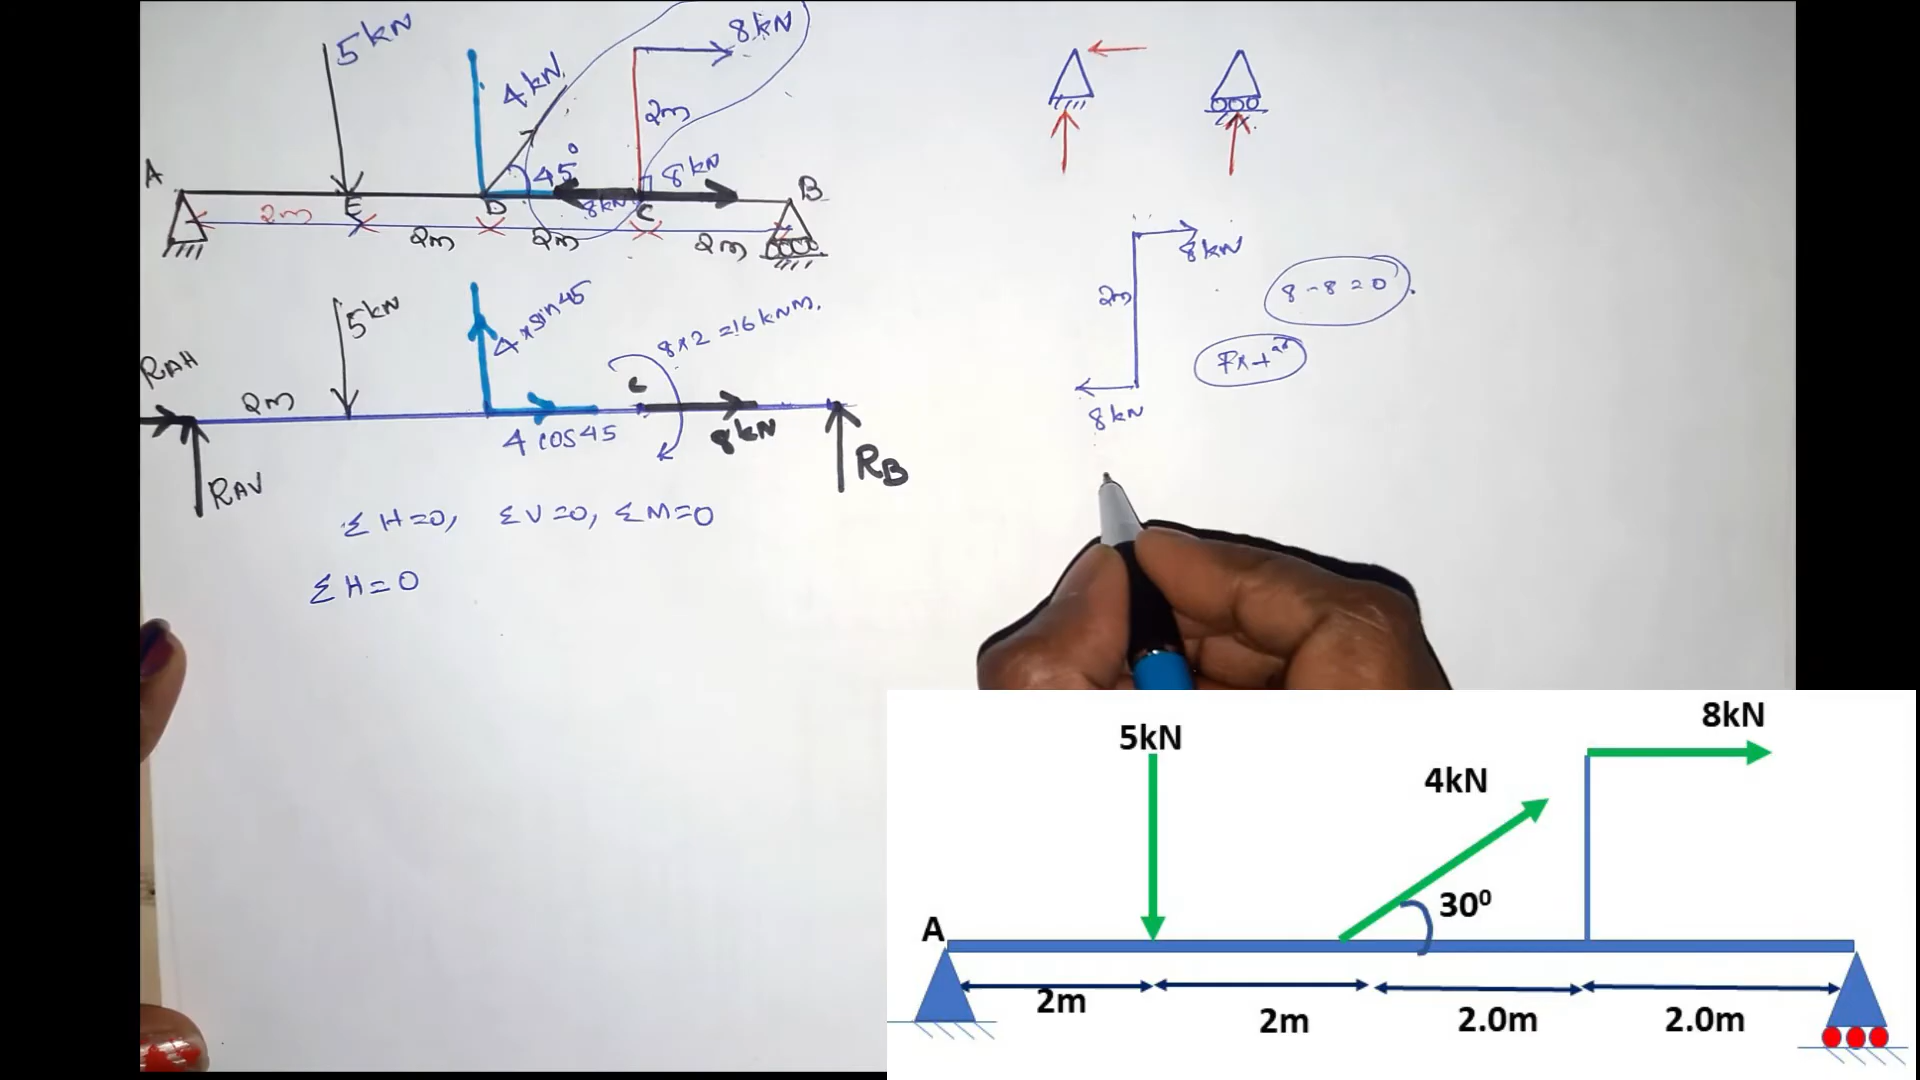 5kN
4kN
8kN
2m
45°
8kN
A
E
D
8kN
C
B
2m
2m
2m
2m
5kN
4×sin45
8×2=16kNm.
RAH
2m
C
4 cos45
8kN
RAV
RB
ΣH=0, ΣV=0, ΣM=0
ΣH=0
8kN
2m
8-8=0
8kN
5kN
8kN
4kN
30⁰
A
2m
2m
2.0m
2.0m